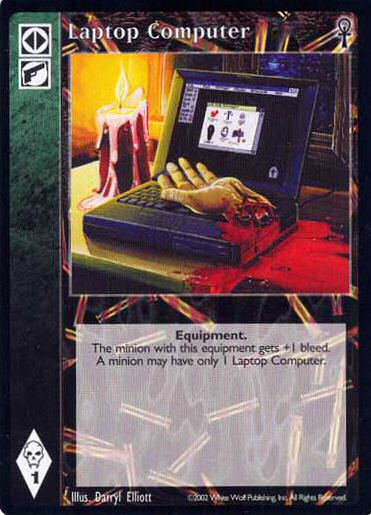 Laptop Computer
Equipment.
The minion with this equipment gets +1 bleed.
A minion may have only 1 Laptop Computer.
1
Illus. Darryl Elliott
©2002 White Wolf Publishing, Inc. All Rights Reserved.